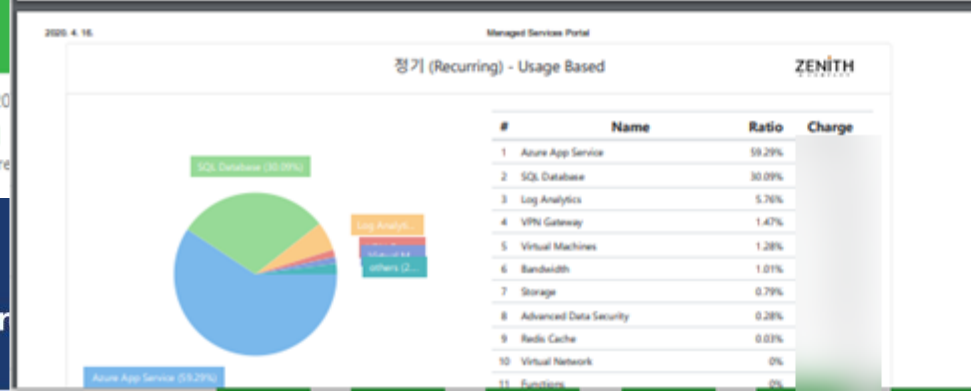 2020. 4. 16.
Managed Services Portal
정기 (Recurring) - Usage Based
ZENITH
# Name Ratio Charge
1 Azure App Service 59.29%
2 SQL Database 30.09%
3 Log Analytics 5.76%
4 VPN Gateway 1.47%
5 Virtual Machines 1.28%
6 Bandwidth 1.01%
7 Storage 0.79%
8 Advanced Data Security 0.28%
9 Redis Cache 0.03%
10 Virtual Network 0%
11 Functions 0%
SQL Database (30.09%)
Log Analyt...
Virtual M...
others (2...
Azure App Service (59.29%)